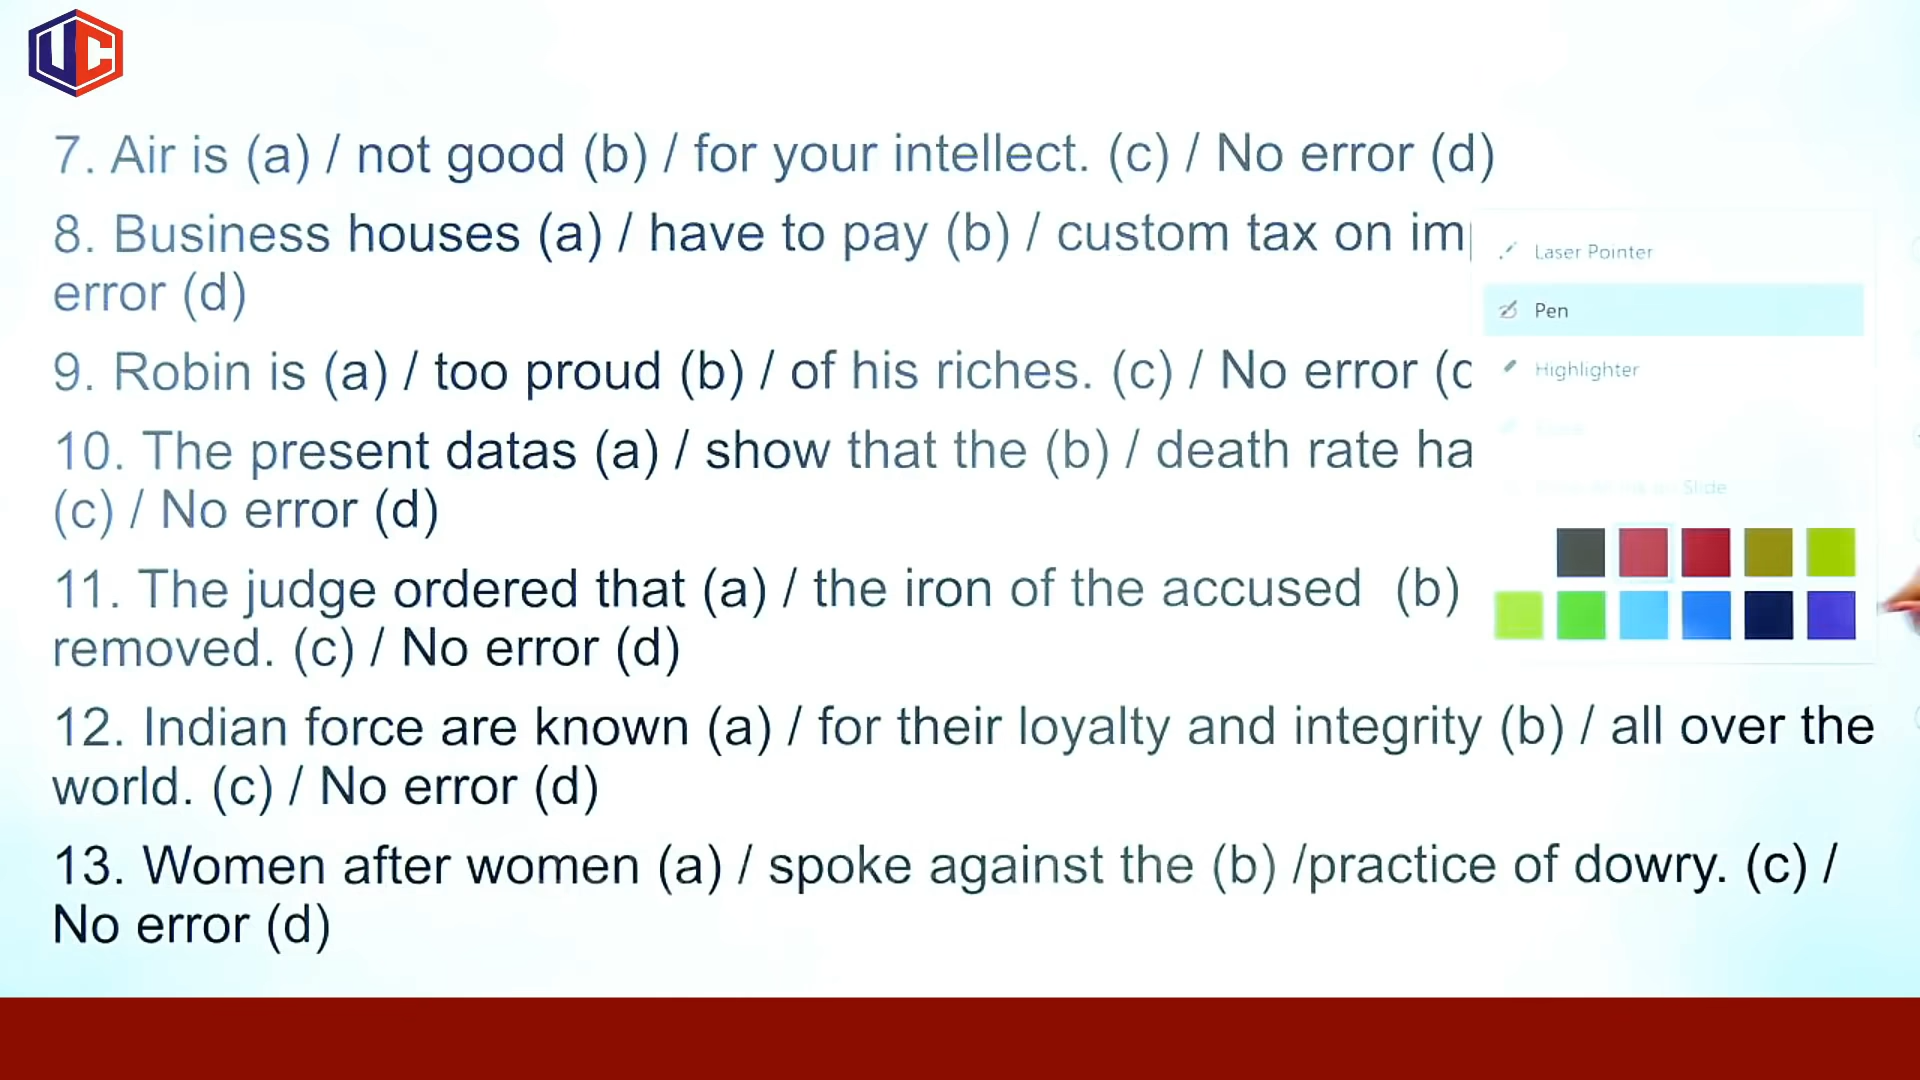 UC
7. Air is (a) / not good (b) / for your intellect. (c) / No error (d)
8. Business houses (a) / have to pay (b) / custom tax on
error (d)
9. Robin is (a) / too proud (b) / of his riches. (c) / No error
10. The present datas (a) / show that the (b) / death rate
(c) / No error (d)
11. The judge ordered that (a) / the iron of the accused (b)
removed. (c) / No error (d)
12. Indian force are known (a) / for their loyalty and integrity (b) / all over the
world. (c) / No error (d)
13. Women after women (a) / spoke against the (b) /practice of dowry. (c) /
No error (d)
Laser Pointer
Pen
Highlighter
Slide